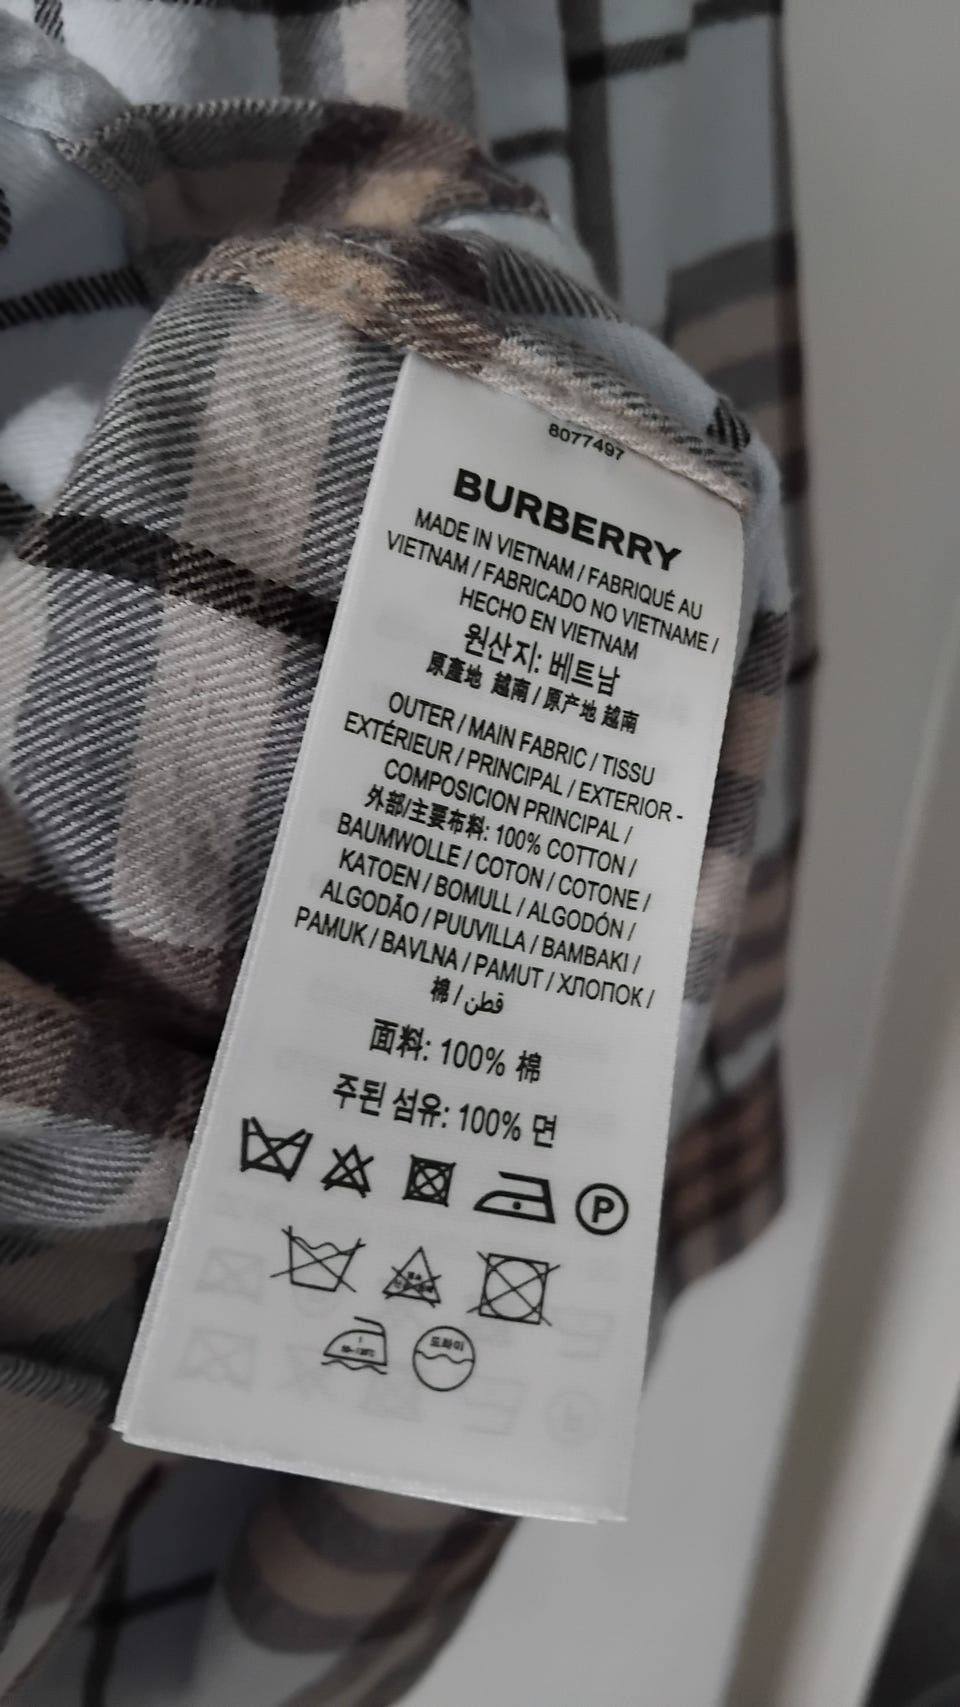 8077497
BURBERRY
MADE IN VIETNAM / FABRIQUÉ AU
VIETNAM / FABRICADO NO VIETNAME /
HECHO EN VIETNAM
원산지: 베트남
原產地 越南 / 原产地 越南
OUTER / MAIN FABRIC / TISSU
EXTÉRIEUR / PRINCIPAL / EXTERIOR -
COMPOSICION PRINCIPAL /
外部/主要布料: 100% COTTON /
BAUMWOLLE / COTON / COTONE /
KATOEN / BOMULL / ALGODÓN /
ALGODÃO / PUUVILLA / BAMBAKI /
PAMUK / BAVLNA / PAMUT / ХЛОПОК /
棉 / قطن
面料: 100% 棉
주된 섬유: 100% 면
P
드라이